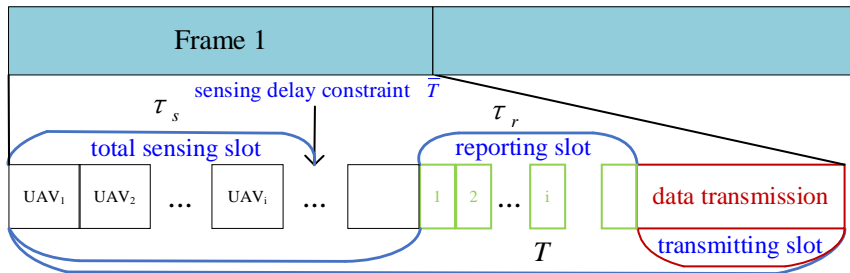 Frame 1
sensing delay constraint T̅
τ s
τ r
total sensing slot
reporting slot
UAV₁ UAV₂ ... UAVᵢ ... 1 2 ... i data transmission
T
transmitting slot